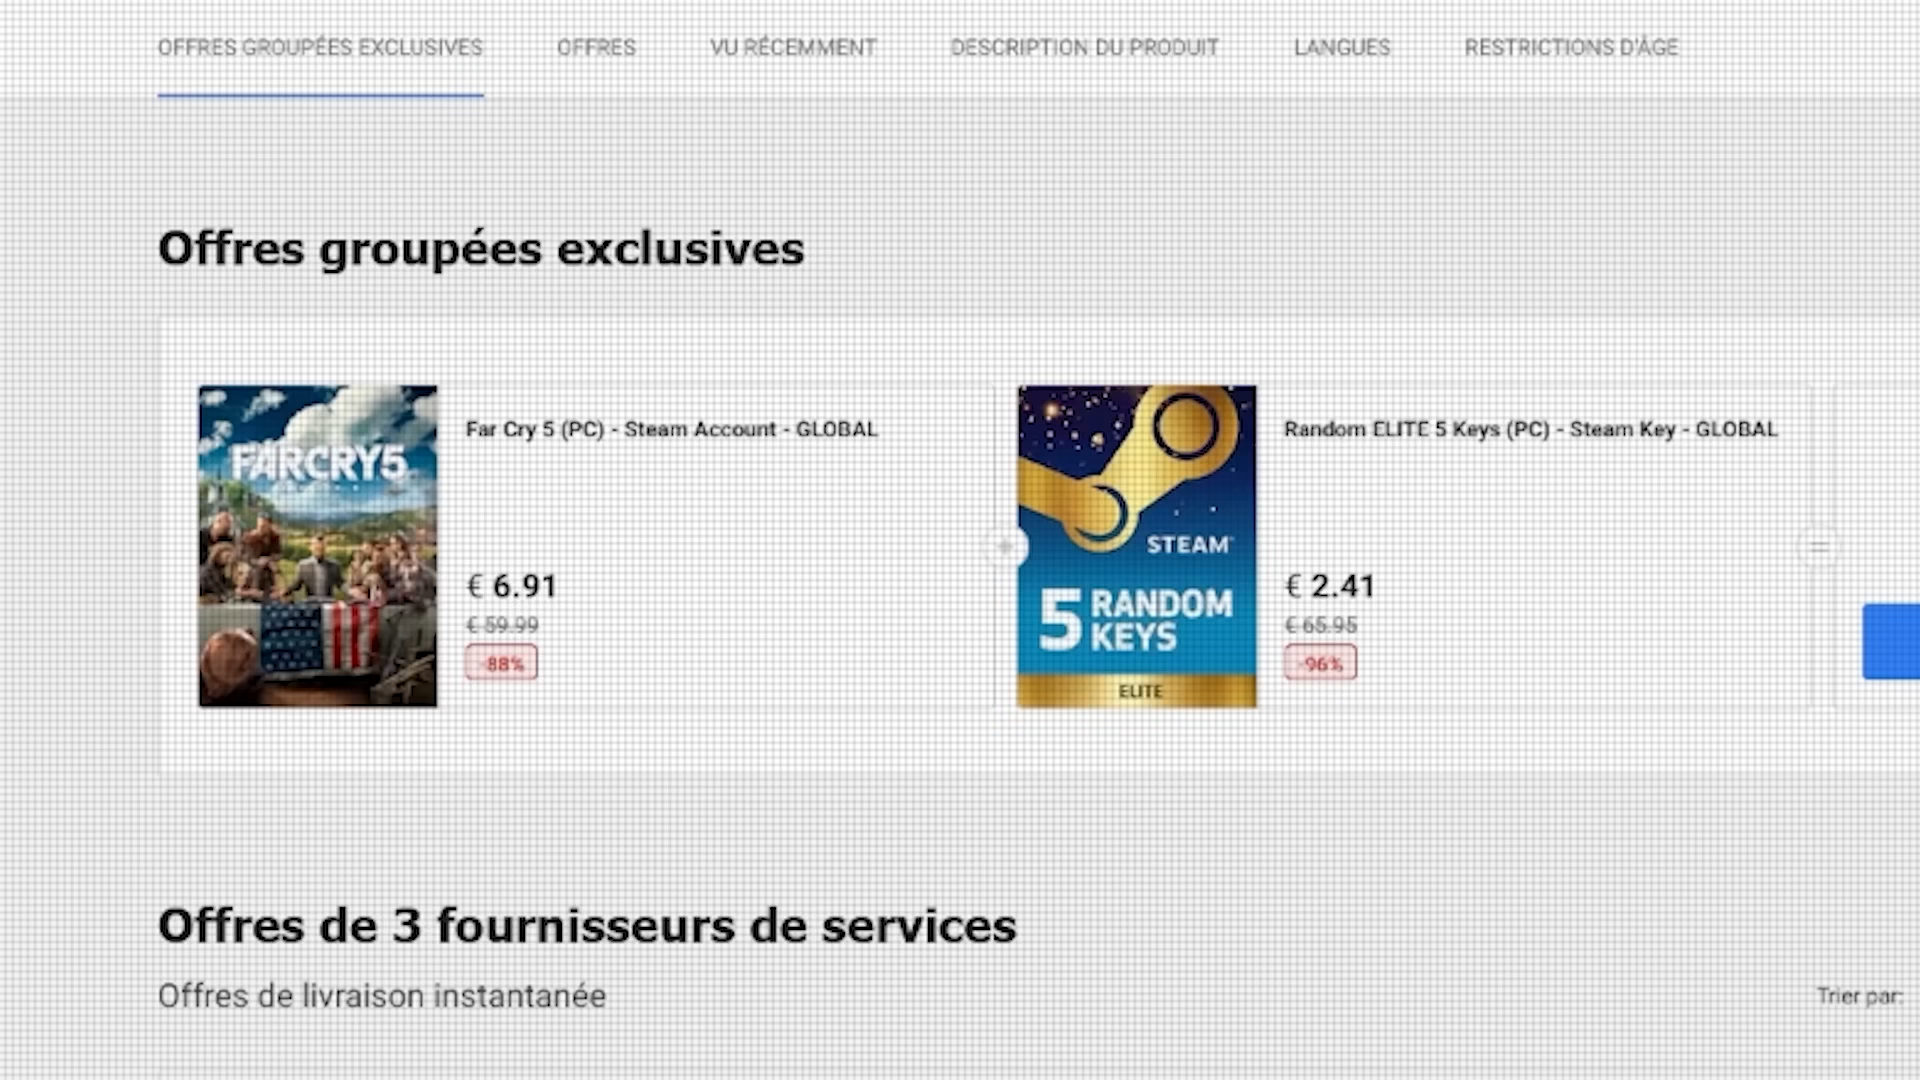 OFFRES GROUPÉES EXCLUSIVES OFFRES VU RÉCEMMENT DESCRIPTION DU PRODUIT LANGUES RESTRICTIONS D'ÂGE
Offres groupées exclusives
FARCRY5
Far Cry 5 (PC) - Steam Account - GLOBAL
€ 6.91
€ 59.99
-88%
+
STEAM
5 RANDOM
KEYS
ELITE
Random ELITE 5 Keys (PC) - Steam Key - GLOBAL
€ 2.41
€ 65.95
-96%
=
Offres de 3 fournisseurs de services
Offres de livraison instantanée
Trier par: